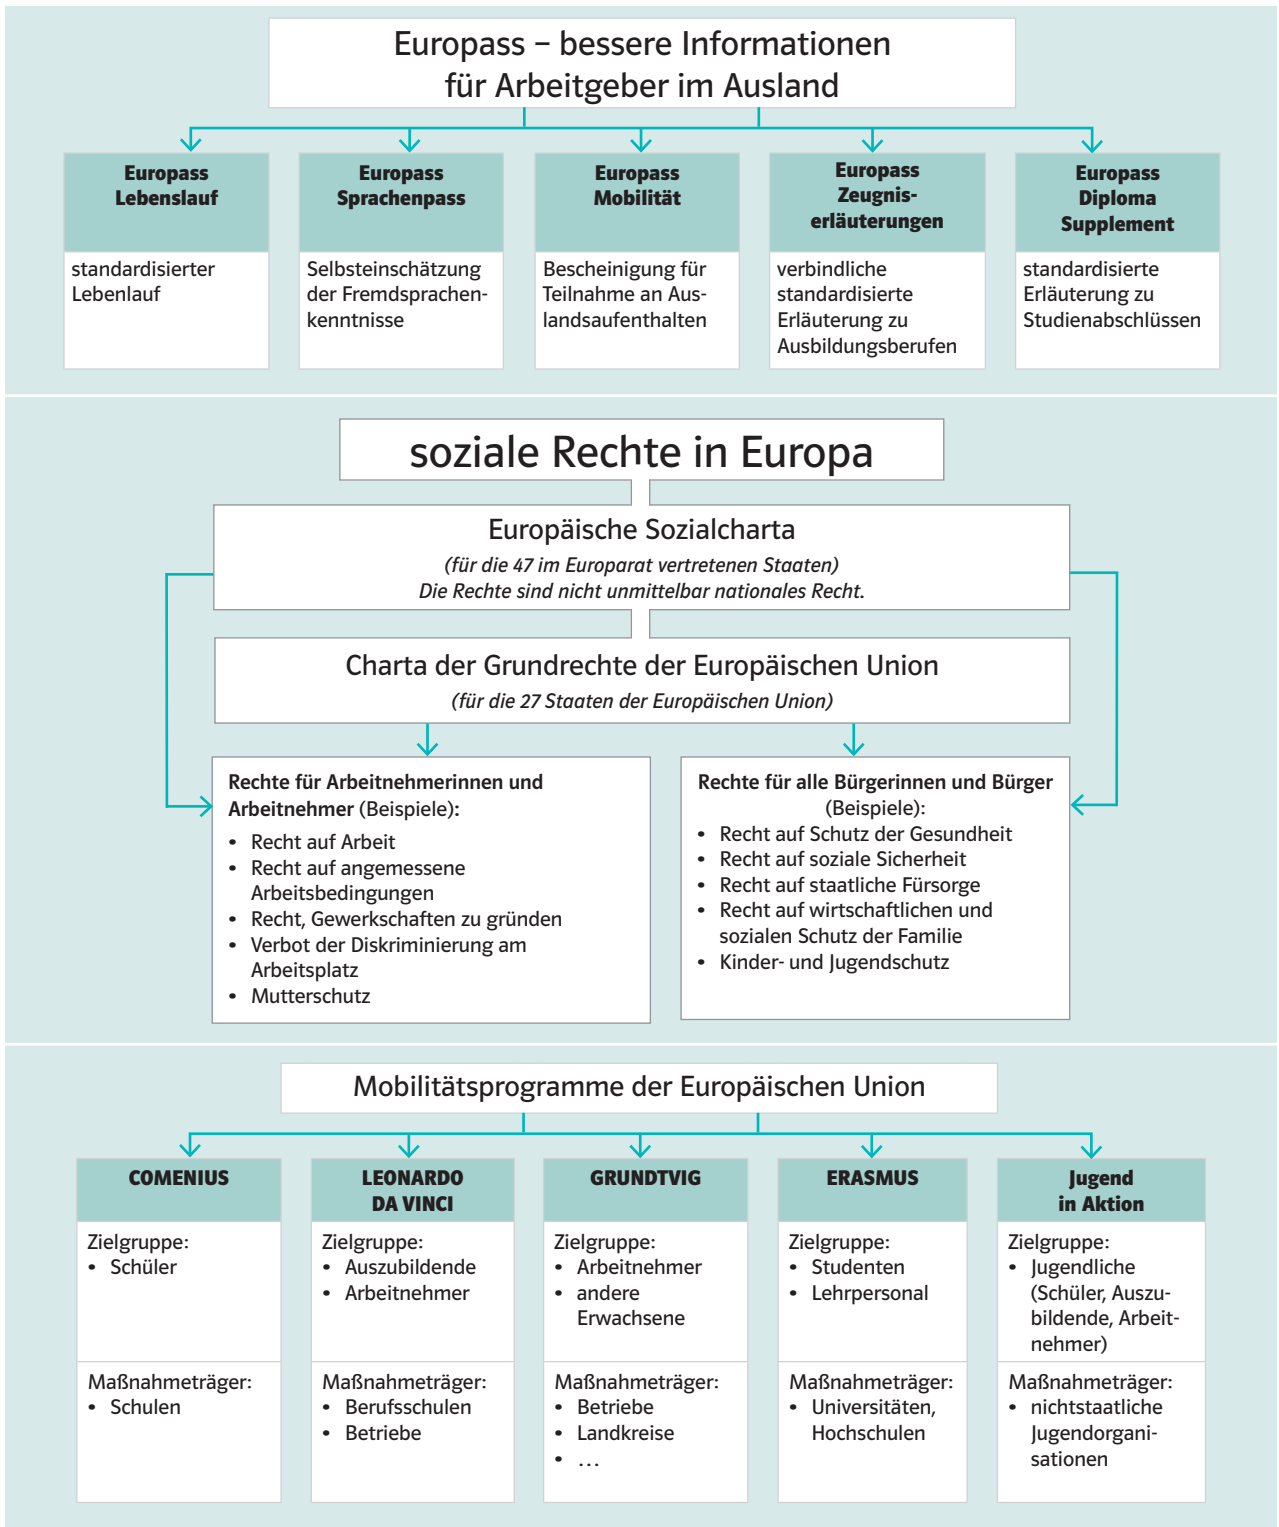 Europass – bessere Informationen
für Arbeitgeber im Ausland
Europass
Lebenslauf
standardisierter
Lebenlauf
Europass
Sprachenpass
Selbsteinschätzung
der Fremdsprachen-
kenntnisse
Europass
Mobilität
Bescheinigung für
Teilnahme an Aus-
landsaufenthalten
Europass
Zeugnis-
erläuterungen
verbindliche
standardisierte
Erläuterung zu
Ausbildungsberufen
Europass
Diploma
Supplement
standardisierte
Erläuterung zu
Studienabschlüssen
soziale Rechte in Europa
Europäische Sozialcharta
(für die 47 im Europarat vertretenen Staaten)
Die Rechte sind nicht unmittelbar nationales Recht.
Charta der Grundrechte der Europäischen Union
(für die 27 Staaten der Europäischen Union)
Rechte für Arbeitnehmerinnen und
Arbeitnehmer (Beispiele):
• Recht auf Arbeit
• Recht auf angemessene
Arbeitsbedingungen
• Recht, Gewerkschaften zu gründen
• Verbot der Diskriminierung am
Arbeitsplatz
• Mutterschutz
Rechte für alle Bürgerinnen und Bürger
(Beispiele):
• Recht auf Schutz der Gesundheit
• Recht auf soziale Sicherheit
• Recht auf staatliche Fürsorge
• Recht auf wirtschaftlichen und
sozialen Schutz der Familie
• Kinder- und Jugendschutz
Mobilitätsprogramme der Europäischen Union
COMENIUS
Zielgruppe:
• Schüler
Maßnahmeträger:
• Schulen
LEONARDO
DA VINCI
Zielgruppe:
• Auszubildende
• Arbeitnehmer
Maßnahmeträger:
• Berufsschulen
• Betriebe
GRUNDTVIG
Zielgruppe:
• Arbeitnehmer
• andere
Erwachsene
Maßnahmeträger:
• Betriebe
• Landkreise
• ...
ERASMUS
Zielgruppe:
• Studenten
• Lehrpersonal
Maßnahmeträger:
• Universitäten,
Hochschulen
Jugend
in Aktion
Zielgruppe:
• Jugendliche
(Schüler, Auszu-
bildende, Arbeit-
nehmer)
Maßnahmeträger:
• nichtstaatliche
Jugendorgani-
sationen